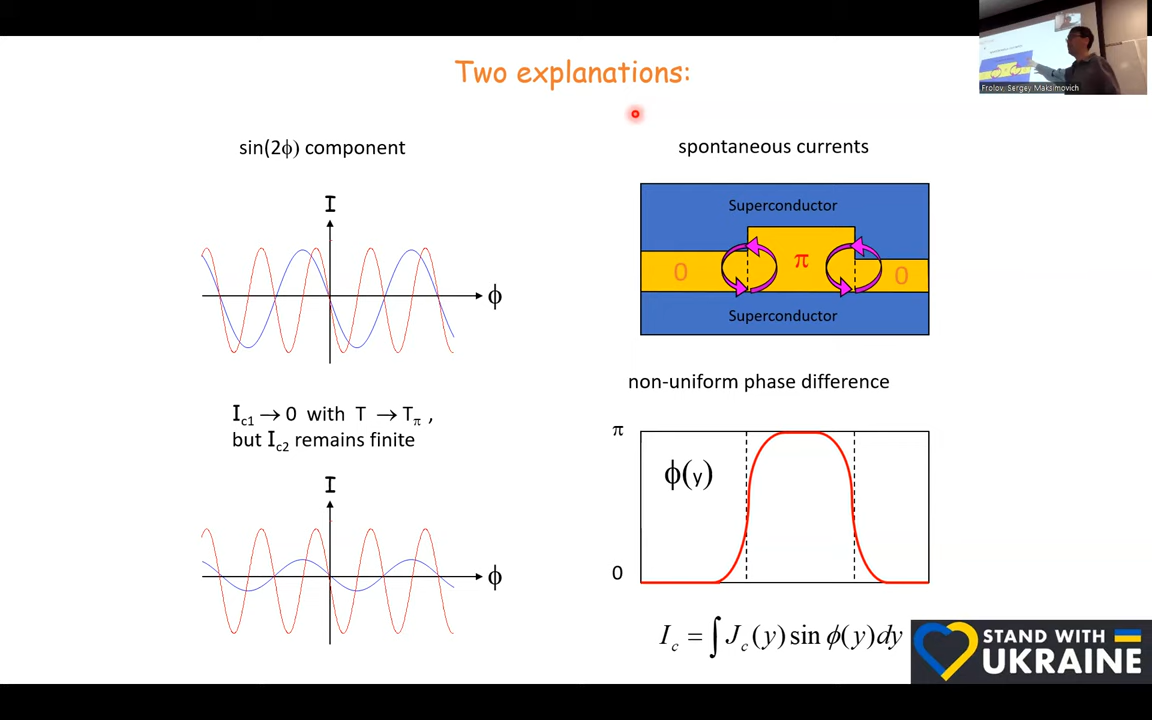 Two explanations:
Frolov, Sergey Maksimovich
sin(2ϕ) component
I
ϕ
I_c1 → 0 with T → T_π ,
but I_c2 remains finite
I
ϕ
spontaneous currents
Superconductor
0
π
0
Superconductor
non-uniform phase difference
π
ϕ(y)
0
I_c = ∫ J_c(y) sin ϕ(y)dy
STAND WITH
UKRAINE